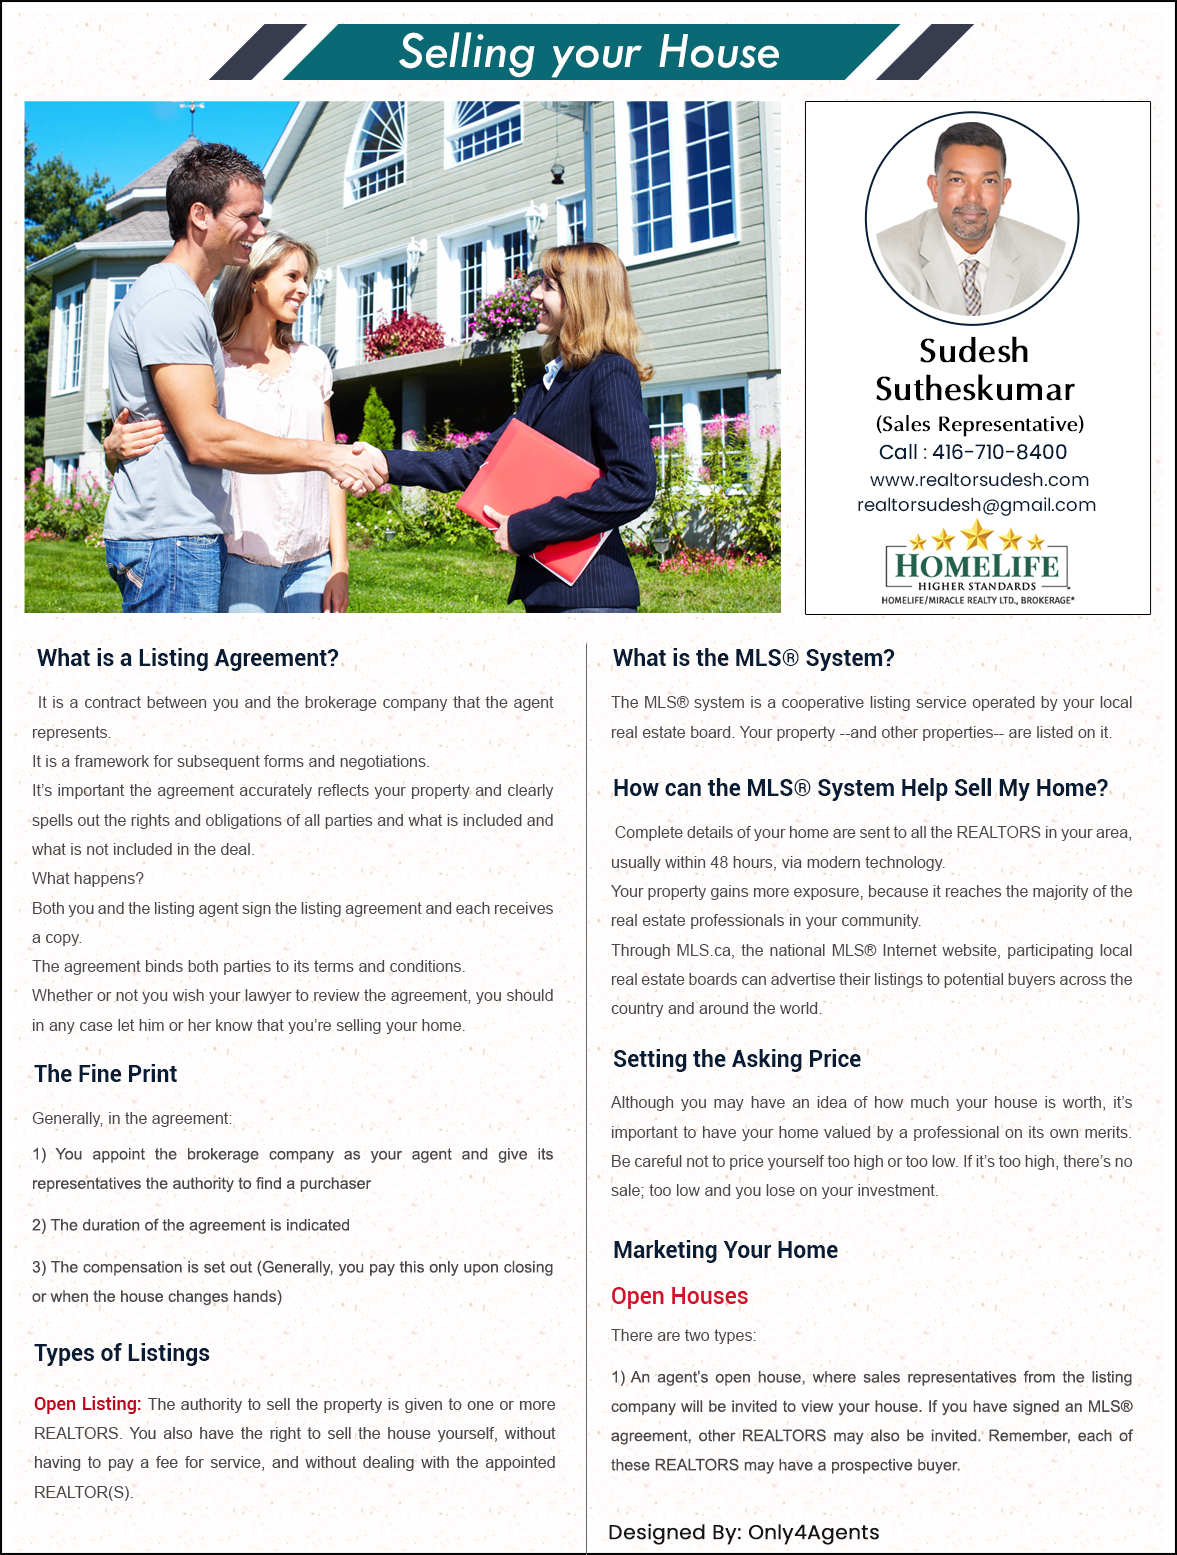 Selling your House
Sudesh
Sutheskumar
(Sales Representative)
Call : 416-710-8400
www.realtorsudesh.com
realtorsudesh@gmail.com
HOMELIFE
HIGHER STANDARDS
HOMELIFE/MIRACLE REALTY LTD., BROKERAGE*
What is a Listing Agreement?
It is a contract between you and the brokerage company that the agent
represents.
It is a framework for subsequent forms and negotiations.
It’s important the agreement accurately reflects your property and clearly
spells out the rights and obligations of all parties and what is included and
what is not included in the deal.
What happens?
Both you and the listing agent sign the listing agreement and each receives
a copy.
The agreement binds both parties to its terms and conditions.
Whether or not you wish your lawyer to review the agreement, you should
in any case let him or her know that you’re selling your home.
The Fine Print
Generally, in the agreement:
1) You appoint the brokerage company as your agent and give its
representatives the authority to find a purchaser
2) The duration of the agreement is indicated
3) The compensation is set out (Generally, you pay this only upon closing
or when the house changes hands)
Types of Listings
Open Listing: The authority to sell the property is given to one or more
REALTORS. You also have the right to sell the house yourself, without
having to pay a fee for service, and without dealing with the appointed
REALTOR(S).
What is the MLS® System?
The MLS® system is a cooperative listing service operated by your local
real estate board. Your property --and other properties-- are listed on it.
How can the MLS® System Help Sell My Home?
Complete details of your home are sent to all the REALTORS in your area,
usually within 48 hours, via modern technology.
Your property gains more exposure, because it reaches the majority of the
real estate professionals in your community.
Through MLS.ca, the national MLS® Internet website, participating local
real estate boards can advertise their listings to potential buyers across the
country and around the world.
Setting the Asking Price
Although you may have an idea of how much your house is worth, it’s
important to have your home valued by a professional on its own merits.
Be careful not to price yourself too high or too low. If it’s too high, there’s no
sale; too low and you lose on your investment.
Marketing Your Home
Open Houses
There are two types:
1) An agent’s open house, where sales representatives from the listing
company will be invited to view your house. If you have signed an MLS®
agreement, other REALTORS may also be invited. Remember, each of
these REALTORS may have a prospective buyer.
Designed By: Only4Agents